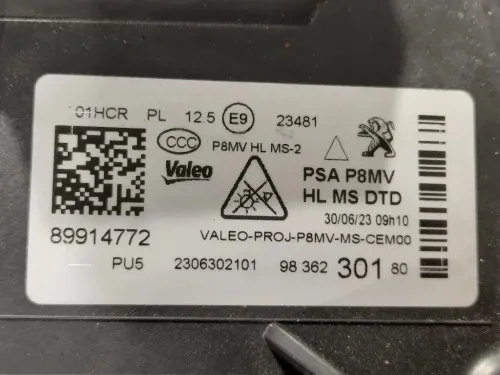 01HCR PL 12.5 E9 23481
CCC P8MV HL MS-2
Valeo PSA P8MV
HL MS DTD
30/06/23 09h10
89914772 VALEO-PROJ-P8MV-MS-CEM00
PU5 2306302101 98 362 301 80